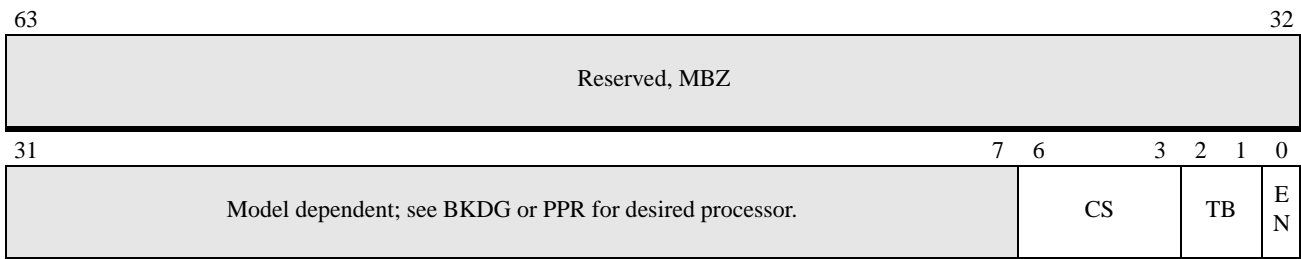 63 32
Reserved, MBZ
31 7 6 3 2 1 0
Model dependent; see BKDG or PPR for desired processor. CS TB E
N